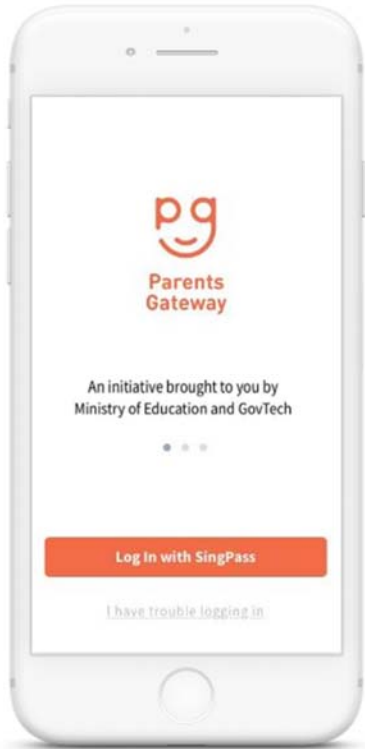 pg
Parents
Gateway
An initiative brought to you by
Ministry of Education and GovTech
Log In with SingPass
I have trouble logging in